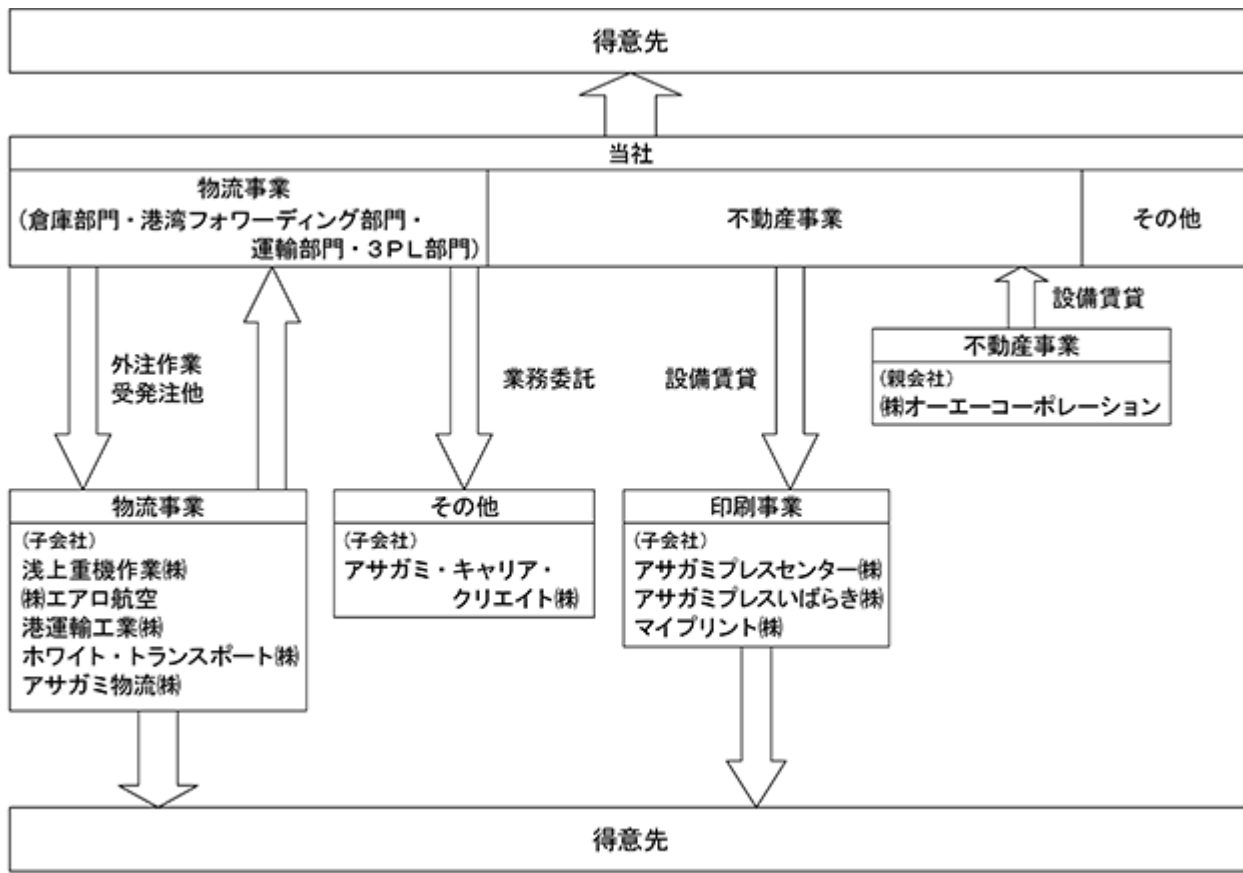 得意先
当社
物流事業
(倉庫部門・港湾フォワーディング部門・
運輸部門・3PL部門)
不動産事業
その他
外注作業
受発注他
業務委託
設備賃貸
設備賃貸
不動産事業
(親会社)
㈱オーエーコーポレーション
物流事業
(子会社)
浅上重機作業㈱
㈱エアロ航空
港運輸工業㈱
ホワイト・トランスポート㈱
アサガミ物流㈱
その他
(子会社)
アサガミ・キャリア・
クリエイト㈱
印刷事業
(子会社)
アサガミプレスセンター㈱
アサガミプレスいばらき㈱
マイプリント㈱
得意先